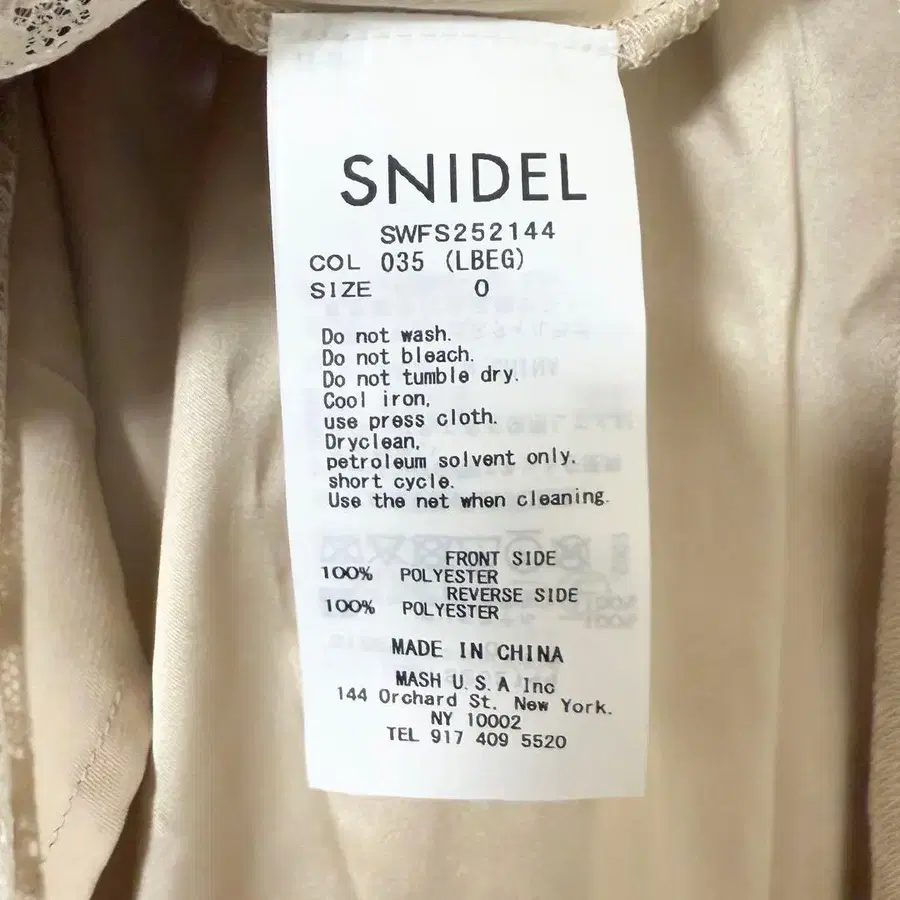 SNIDEL
SWFS252144
COL 035 (LBEG)
SIZE 0
Do not wash.
Do not bleach.
Do not tumble dry.
Cool iron,
use press cloth.
Dryclean,
petroleum solvent only.
short cycle.
Use the net when cleaning.
FRONT SIDE
100% POLYESTER
REVERSE SIDE
100% POLYESTER
MADE IN CHINA
MASH U.S.A Inc
144 Orchard St. New York.
NY 10002
TEL 917 409 5520